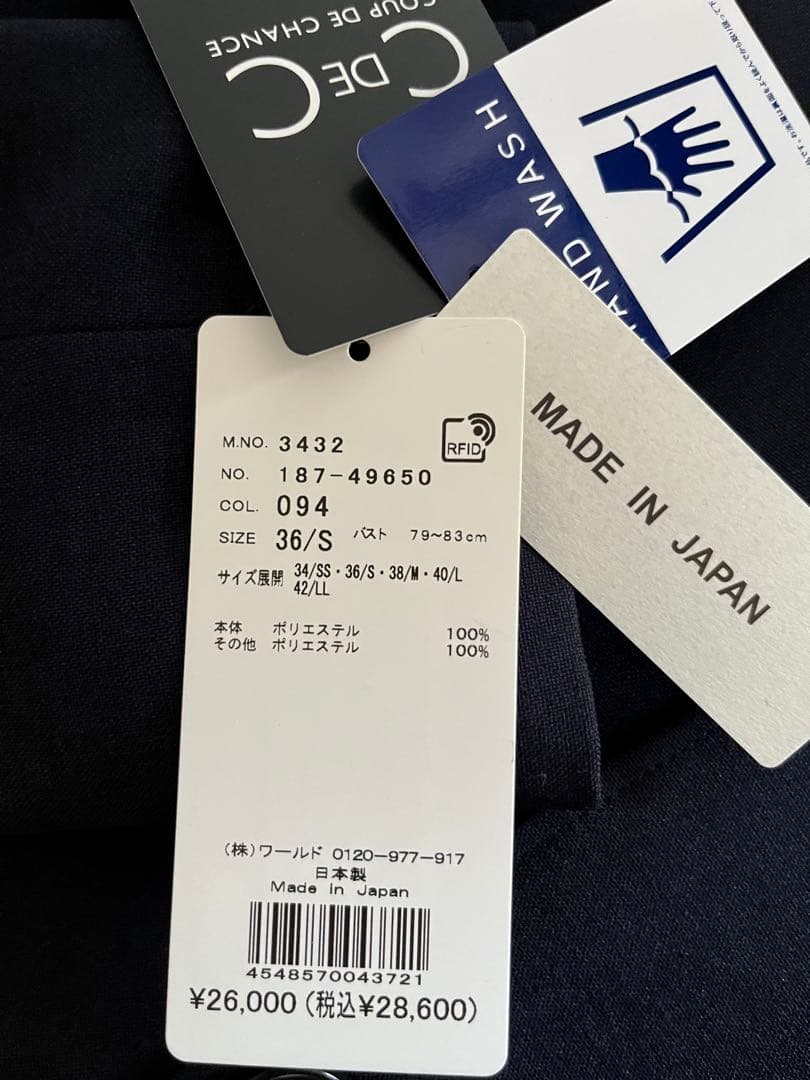 COUP DE CHANCE
C DE C
HAND WASH
MADE IN JAPAN
RFID
M.NO. 3432
NO. 187-49650
COL. 094
SIZE 36/S バスト 79~83cm
サイズ展開 34/SS・36/S・38/M・40/L
42/LL
本体 ポリエステル 100%
その他 ポリエステル 100%
(株)ワールド 0120-977-917
日本製
Made in Japan
4548570043721
¥26,000(税込¥28,600)